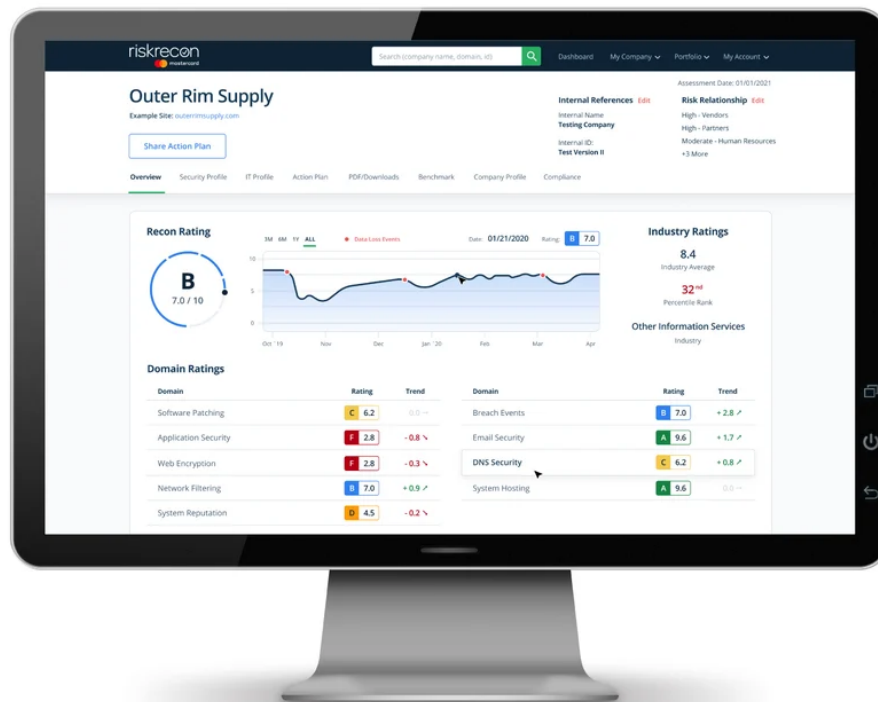 riskrecon
mastercard
Search (company name, domain, id)
Dashboard
My Company
Portfolio
My Account
Assessment Date: 01/01/2021
Outer Rim Supply
Example Site: outerrimsupply.com
Share Action Plan
Internal References Edit
Internal Name
Testing Company
Internal ID:
Test Version II
Risk Relationship Edit
High - Vendors
High - Partners
Moderate - Human Resources
+3 More
Overview
Security Profile
IT Profile
Action Plan
PDF/Downloads
Benchmark
Company Profile
Compliance
Recon Rating
B
7.0 / 10
3M 6M 1Y ALL
Data Loss Events
Date: 01/21/2020
Rating: B 7.0
10
5
0
Oct '19
Nov
Dec
Jan '20
Feb
Mar
Apr
Industry Ratings
8.4
Industry Average
32nd
Percentile Rank
Other Information Services
Industry
Domain Ratings
Domain Rating Trend
Software Patching C 6.2 0.0
Application Security F 2.8 - 0.8
Web Encryption F 2.8 - 0.3
Network Filtering B 7.0 + 0.9
System Reputation D 4.5 - 0.2
Domain Rating Trend
Breach Events B 7.0 + 2.8
Email Security A 9.6 + 1.7
DNS Security C 6.2 + 0.8
System Hosting A 9.6 0.0